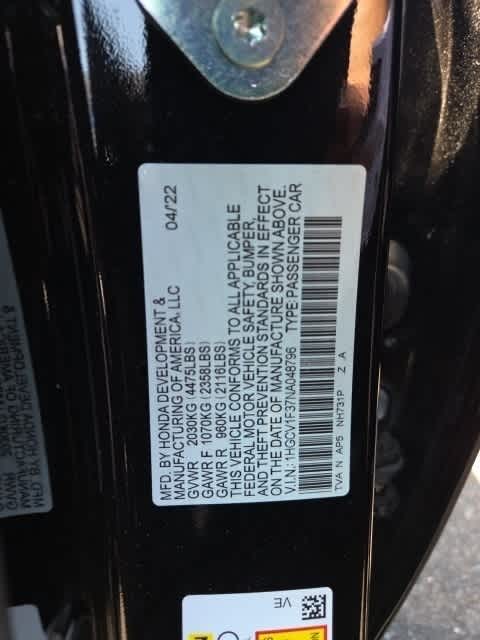 MFD. BY HONDA DEVELOPMENT & 04/22
MANUFACTURING OF AMERICA, LLC
GVWR 2030KG(4475LBS)
GAWR F 1070KG(2358LBS)
GAWR R 960KG(2116LBS)
THIS VEHICLE CONFORMS TO ALL APPLICABLE
FEDERAL MOTOR VEHICLE SAFETY, BUMPER,
AND THEFT PREVENTION STANDARDS IN EFFECT
ON THE DATE OF MANUFACTURE SHOWN ABOVE.
V.I.N.:1HGCV1F37NA048796 TYPE:PASSENGER CAR
TVA N AP5 NH731P Z A
VE